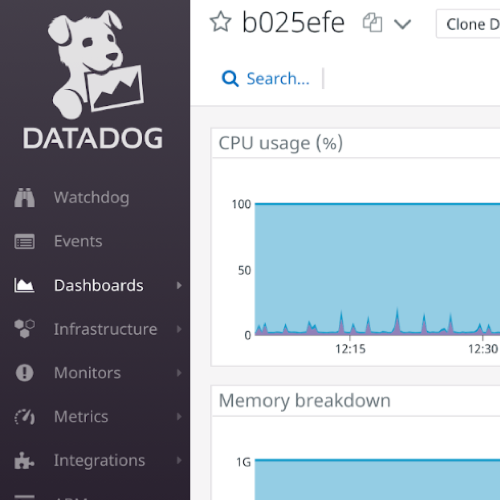 DATADOG
Watchdog
Events
Dashboards
Infrastructure
Monitors
Metrics
Integrations
b025efe
Clone D
Search...
CPU usage (%)
100
50
0
12:15
12:30
Memory breakdown
1G